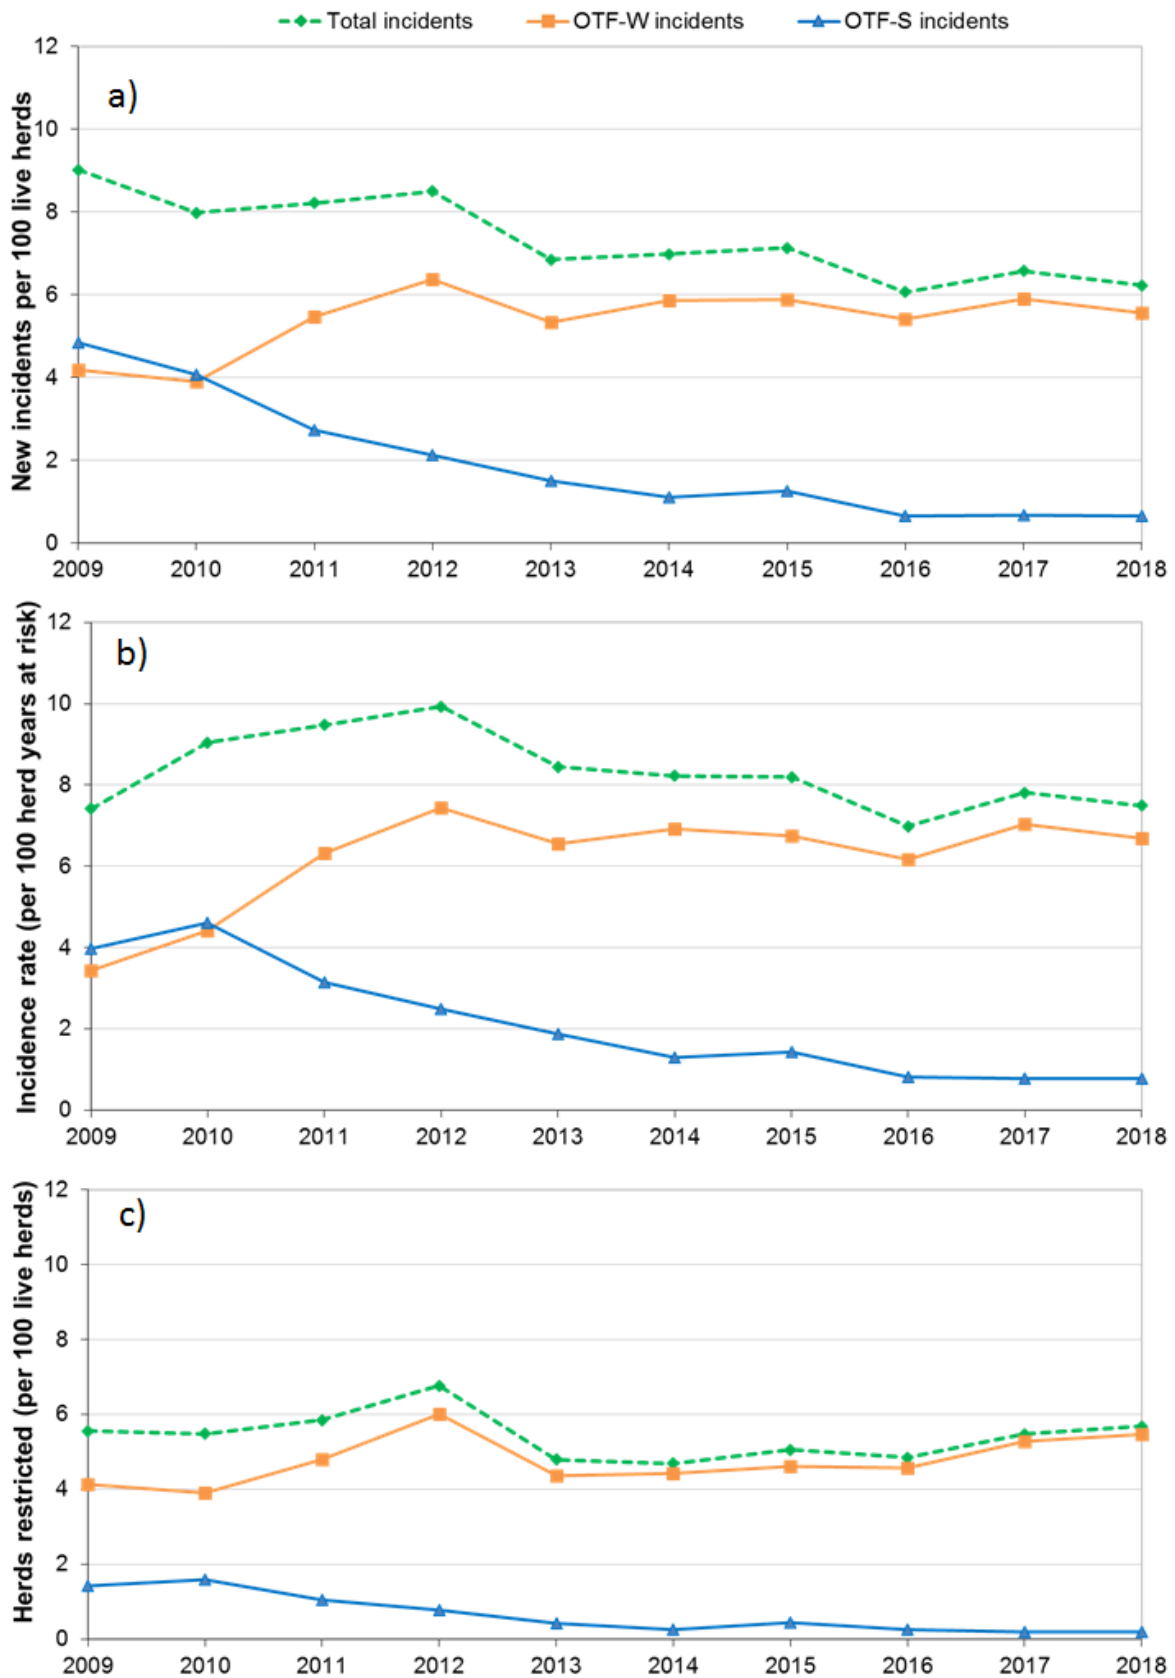 Total incidents OTF-W incidents OTF-S incidents
a)
New incidents per 100 live herds
12
10
8
6
4
2
0
2009 2010 2011 2012 2013 2014 2015 2016 2017 2018
b)
Incidence rate (per 100 herd years at risk)
12
10
8
6
4
2
0
2009 2010 2011 2012 2013 2014 2015 2016 2017 2018
c)
Herds restricted (per 100 live herds)
12
10
8
6
4
2
0
2009 2010 2011 2012 2013 2014 2015 2016 2017 2018